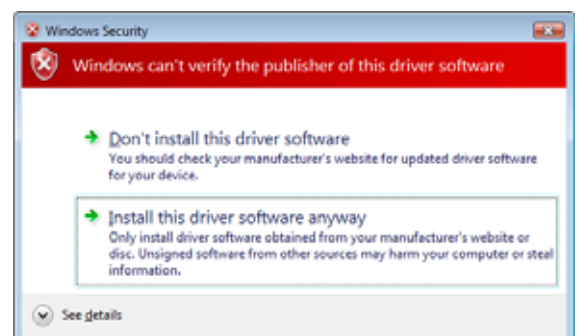 Windows Security
Windows can't verify the publisher of this driver software
Don't install this driver software
You should check your manufacturer's website for updated driver software
for your device.
Install this driver software anyway
Only install driver software obtained from your manufacturer's website or
disc. Unsigned software from other sources may harm your computer or steal
information.
See details